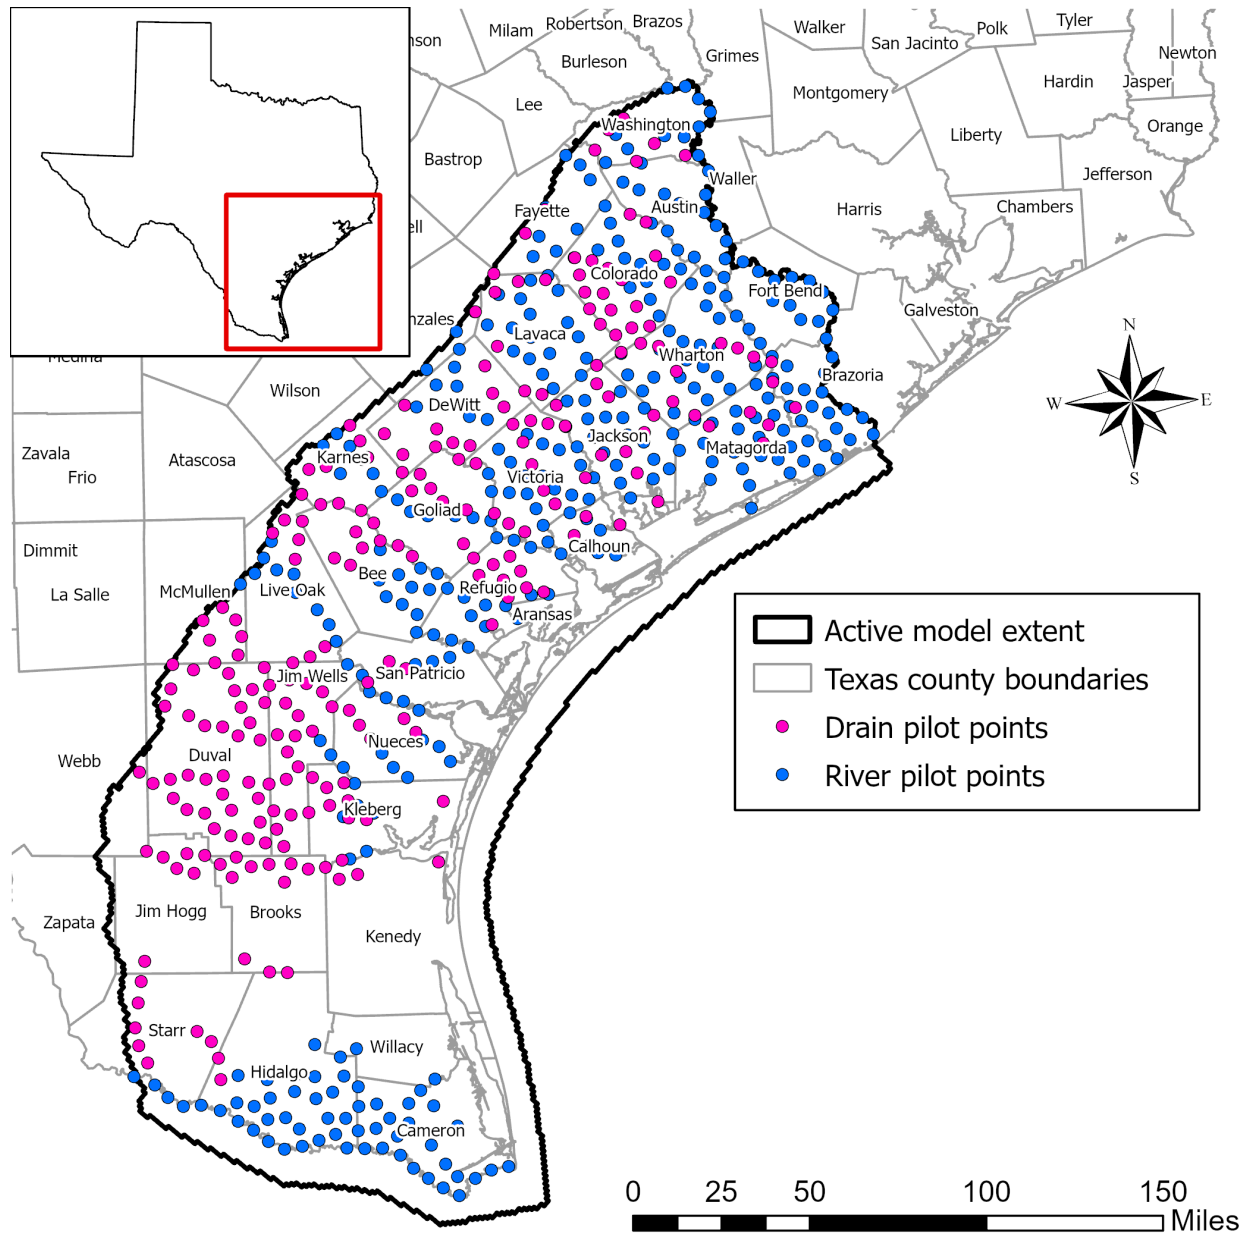 Robertson
Brazos
Milam
Walker
Polk
Tyler
nson
San Jacinto
Newton
Grimes
Burleson
Hardin
Jasper
Montgomery
Lee
Washington
Orange
Liberty
Bastrop
Jefferson
Waller
Fayette
Austin
Harris
Chambers
ell
Colorado
Fort Bend
Galveston
nzales
Lavaca
N
Medina
Wharton
Brazoria
Wilson
W
E
DeWitt
Zavala
Karnes
Atascosa
Jackson
Matagorda
Frio
Victoria
S
Goliad
Dimmit
Calhoun
Bee
La Salle
McMullen
Live Oak
Refugio
Aransas
Active model extent
Jim Wells
San Patricio
Texas county boundaries
Drain pilot points
Nueces
Webb
Duval
River pilot points
Kleberg
Zapata
Jim Hogg
Brooks
Kenedy
Starr
Willacy
Hidalgo
Cameron
0 25 50 100 150
Miles